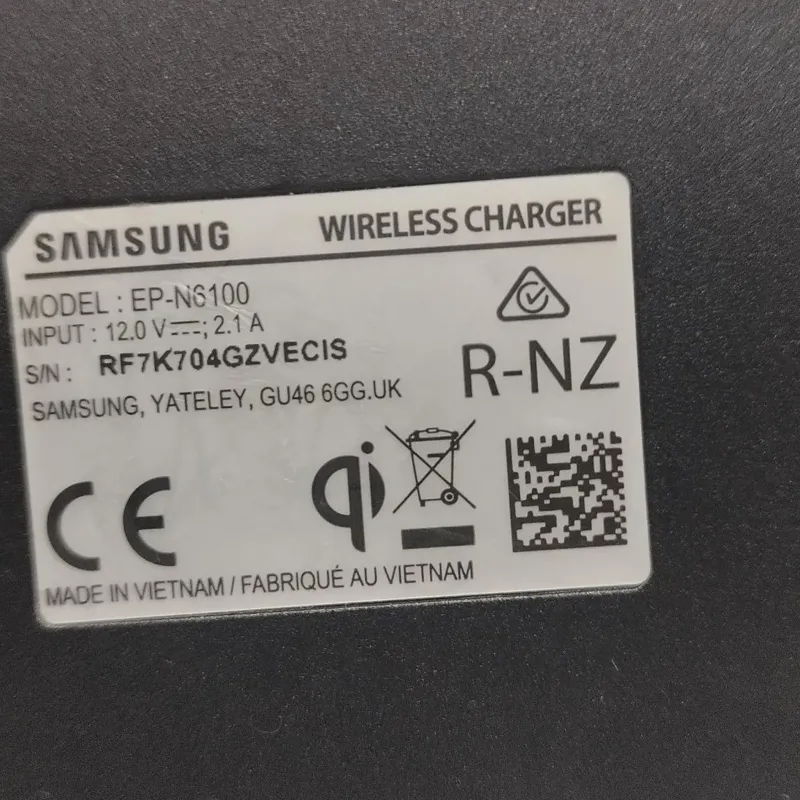 SAMSUNG WIRELESS CHARGER
MODEL : EP-N6100
INPUT : 12.0 V⎓; 2.1 A
S/N : RF7K704GZVECIS
R-NZ
SAMSUNG, YATELEY, GU46 6GG.UK
CE
qi
MADE IN VIETNAM / FABRIQUÉ AU VIETNAM